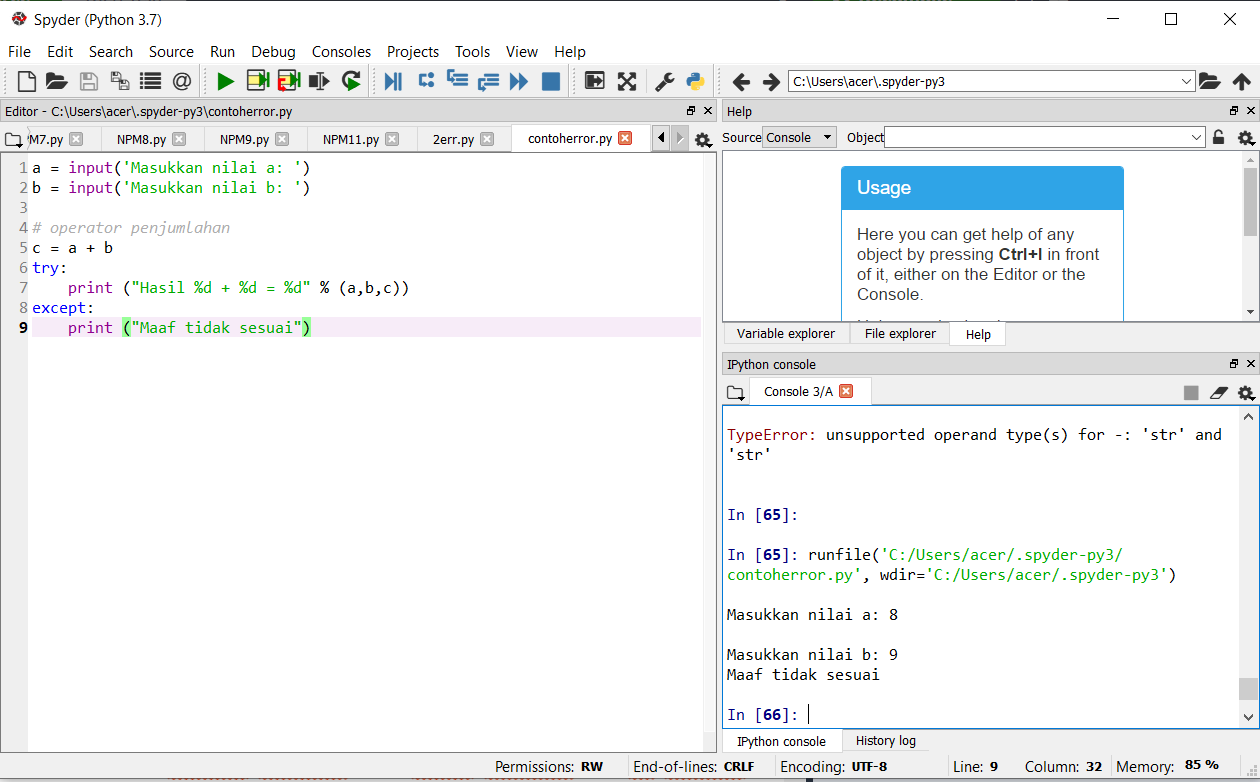 Spyder (Python 3.7)
File Edit Search Source Run Debug Consoles Projects Tools View Help
C:\Users\acer\.spyder-py3
Editor - C:\Users\acer\.spyder-py3\contoherror.py
M7.py NPM8.py NPM9.py NPM11.py 2err.py contoherror.py
1 a = input('Masukkan nilai a: ')
2 b = input('Masukkan nilai b: ')
3
4 # operator penjumlahan
5 c = a + b
6 try:
7     print ("Hasil %d + %d = %d" % (a,b,c))
8 except:
9     print ("Maaf tidak sesuai")
Help
Source Console Object
Usage
Here you can get help of any
object by pressing Ctrl+I in front
of it, either on the Editor or the
Console.
Variable explorer File explorer Help
IPython console
Console 3/A
TypeError: unsupported operand type(s) for -: 'str' and
'str'
In [65]:
In [65]: runfile('C:/Users/acer/.spyder-py3/
contoherror.py', wdir='C:/Users/acer/.spyder-py3')
Masukkan nilai a: 8
Masukkan nilai b: 9
Maaf tidak sesuai
In [66]:
IPython console History log
Permissions: RW End-of-lines: CRLF Encoding: UTF-8 Line: 9 Column: 32 Memory: 85 %